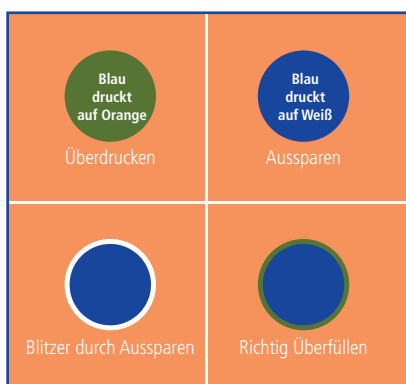 Blau
druckt
auf Orange
Überdrucken
Blau
druckt
auf Weiß
Aussparen
Blitzer durch Aussparen
Richtig Überfüllen